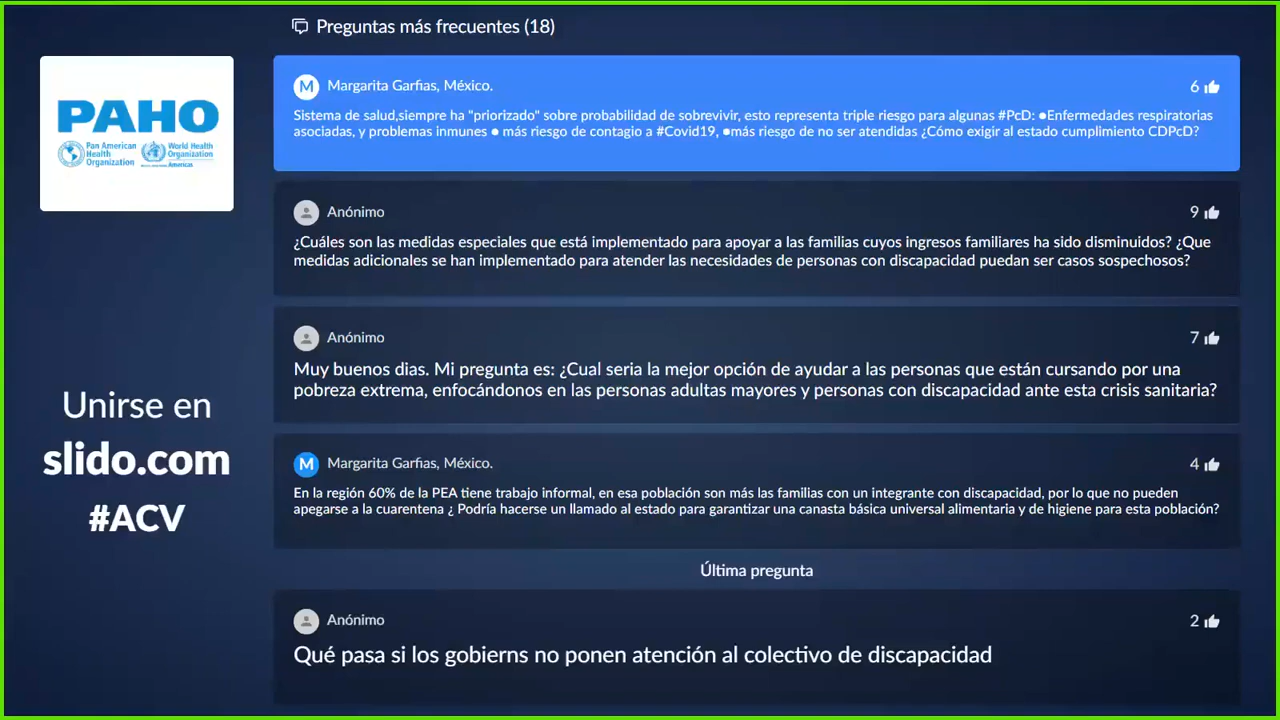 Preguntas más frecuentes (18)
PAHO
Pan American
Health
Organization
World Health
Organization
Americas
Unirse en
slido.com
#ACV
M Margarita Garfias, México.
6
Sistema de salud,siempre ha "priorizado" sobre probabilidad de sobrevivir, esto representa triple riesgo para algunas #PcD: ●Enfermedades respiratorias
asociadas, y problemas inmunes ● más riesgo de contagio a #Covid19, ●más riesgo de no ser atendidas ¿Cómo exigir al estado cumplimiento CDPcD?
Anónimo
9
¿Cuáles son las medidas especiales que está implementado para apoyar a las familias cuyos ingresos familiares ha sido disminuidos? ¿Que
medidas adicionales se han implementado para atender las necesidades de personas con discapacidad puedan ser casos sospechosos?
Anónimo
7
Muy buenos dias. Mi pregunta es: ¿Cual seria la mejor opción de ayudar a las personas que están cursando por una
pobreza extrema, enfocándonos en las personas adultas mayores y personas con discapacidad ante esta crisis sanitaria?
M Margarita Garfias, México.
4
En la región 60% de la PEA tiene trabajo informal, en esa población son más las familias con un integrante con discapacidad, por lo que no pueden
apegarse a la cuarentena ¿ Podría hacerse un llamado al estado para garantizar una canasta básica universal alimentaria y de higiene para esta población?
Última pregunta
Anónimo
2
Qué pasa si los gobierns no ponen atención al colectivo de discapacidad